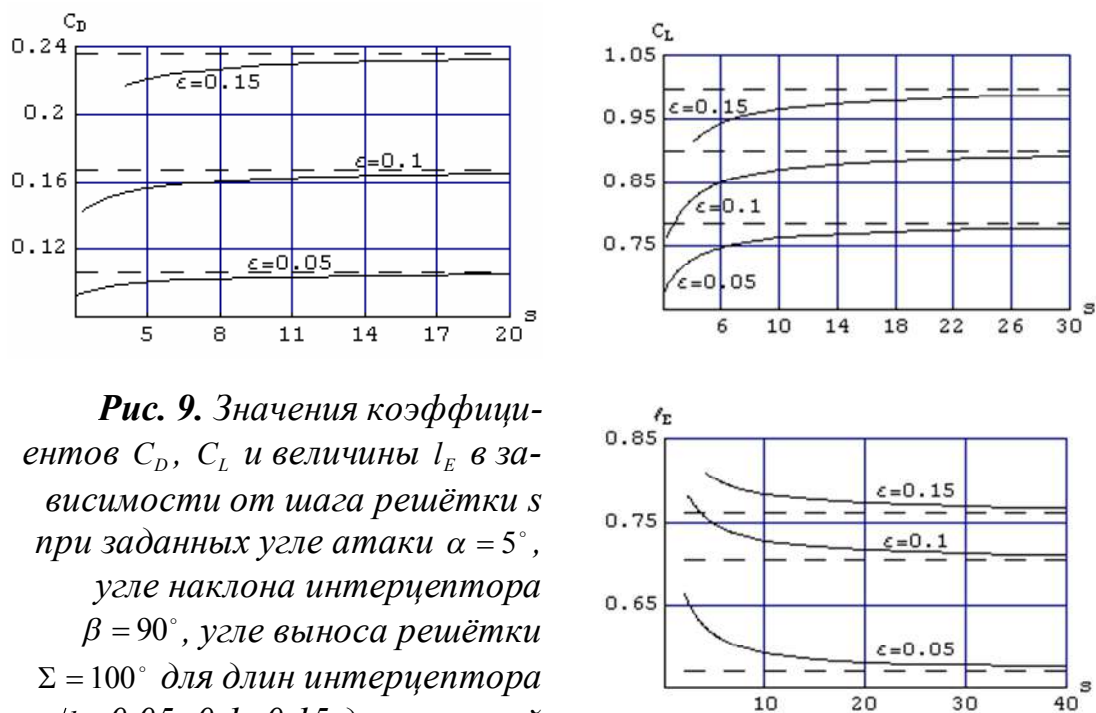 C_D
0.24
0.2
0.16
0.12
ε=0.15
ε=0.1
ε=0.05
5 8 11 14 17 20 s
C_L
1.05
0.95
0.85
0.75
ε=0.15
ε=0.1
ε=0.05
6 10 14 18 22 26 30 s
Рис. 9. Значения коэффици-
ентов C_D, C_L и величины l_E в за-
висимости от шага решётки s
при заданных угле атаки α = 5°,
угле наклона интерцептора
β = 90°, угле выноса решётки
Σ = 100° для длин интерцептора
ℓ_E
0.85
0.75
0.65
ε=0.15
ε=0.1
ε=0.05
10 20 30 40 s